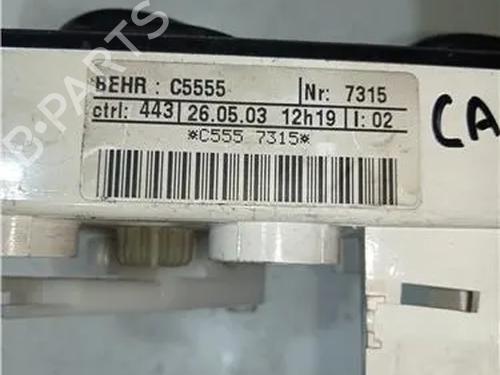 BEHR : C5555 Nr: 7315
ctrl: 443 26.05.03 12h19 I: 02
*C555 7315*
CA
B-PARTS